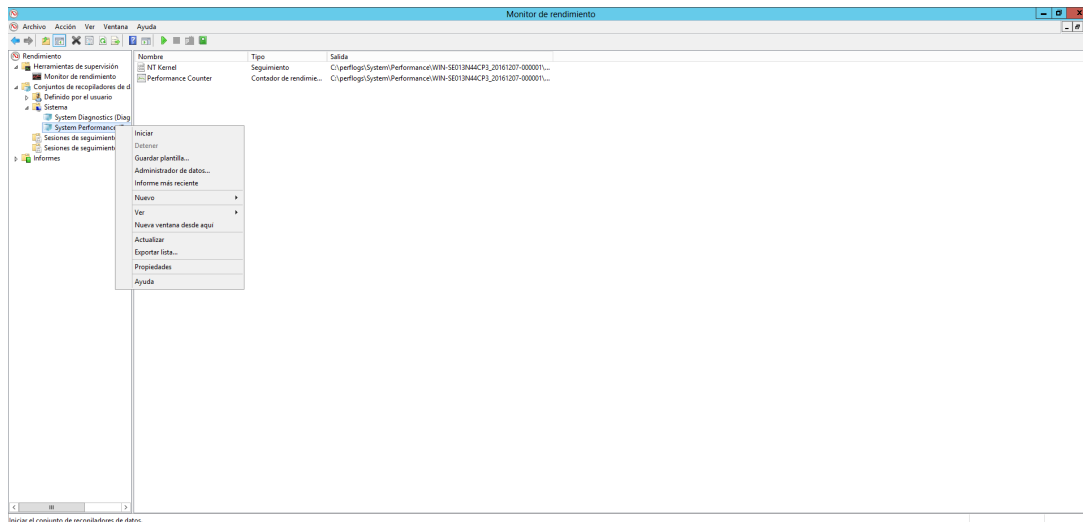 Monitor de rendimiento
Archivo Acción Ver Ventana Ayuda
Rendimiento
Herramientas de supervisión
Monitor de rendimiento
Conjuntos de recopiladores de d
Definido por el usuario
Sistema
System Diagnostics (Diag
System Performance
Sesiones de seguimient
Sesiones de seguimient
Informes
Nombre Tipo Salida
NT Kernel Seguimiento C:\perflogs\System\Performance\WIN-SE013N44CP3_20161207-000001\...
Performance Counter Contador de rendimie... C:\perflogs\System\Performance\WIN-SE013N44CP3_20161207-000001\...
Iniciar
Detener
Guardar plantilla...
Administrador de datos...
Informe más reciente
Nuevo
Ver
Nueva ventana desde aquí
Actualizar
Exportar lista...
Propiedades
Ayuda
Iniciar el conjunto de recopiladores de datos.